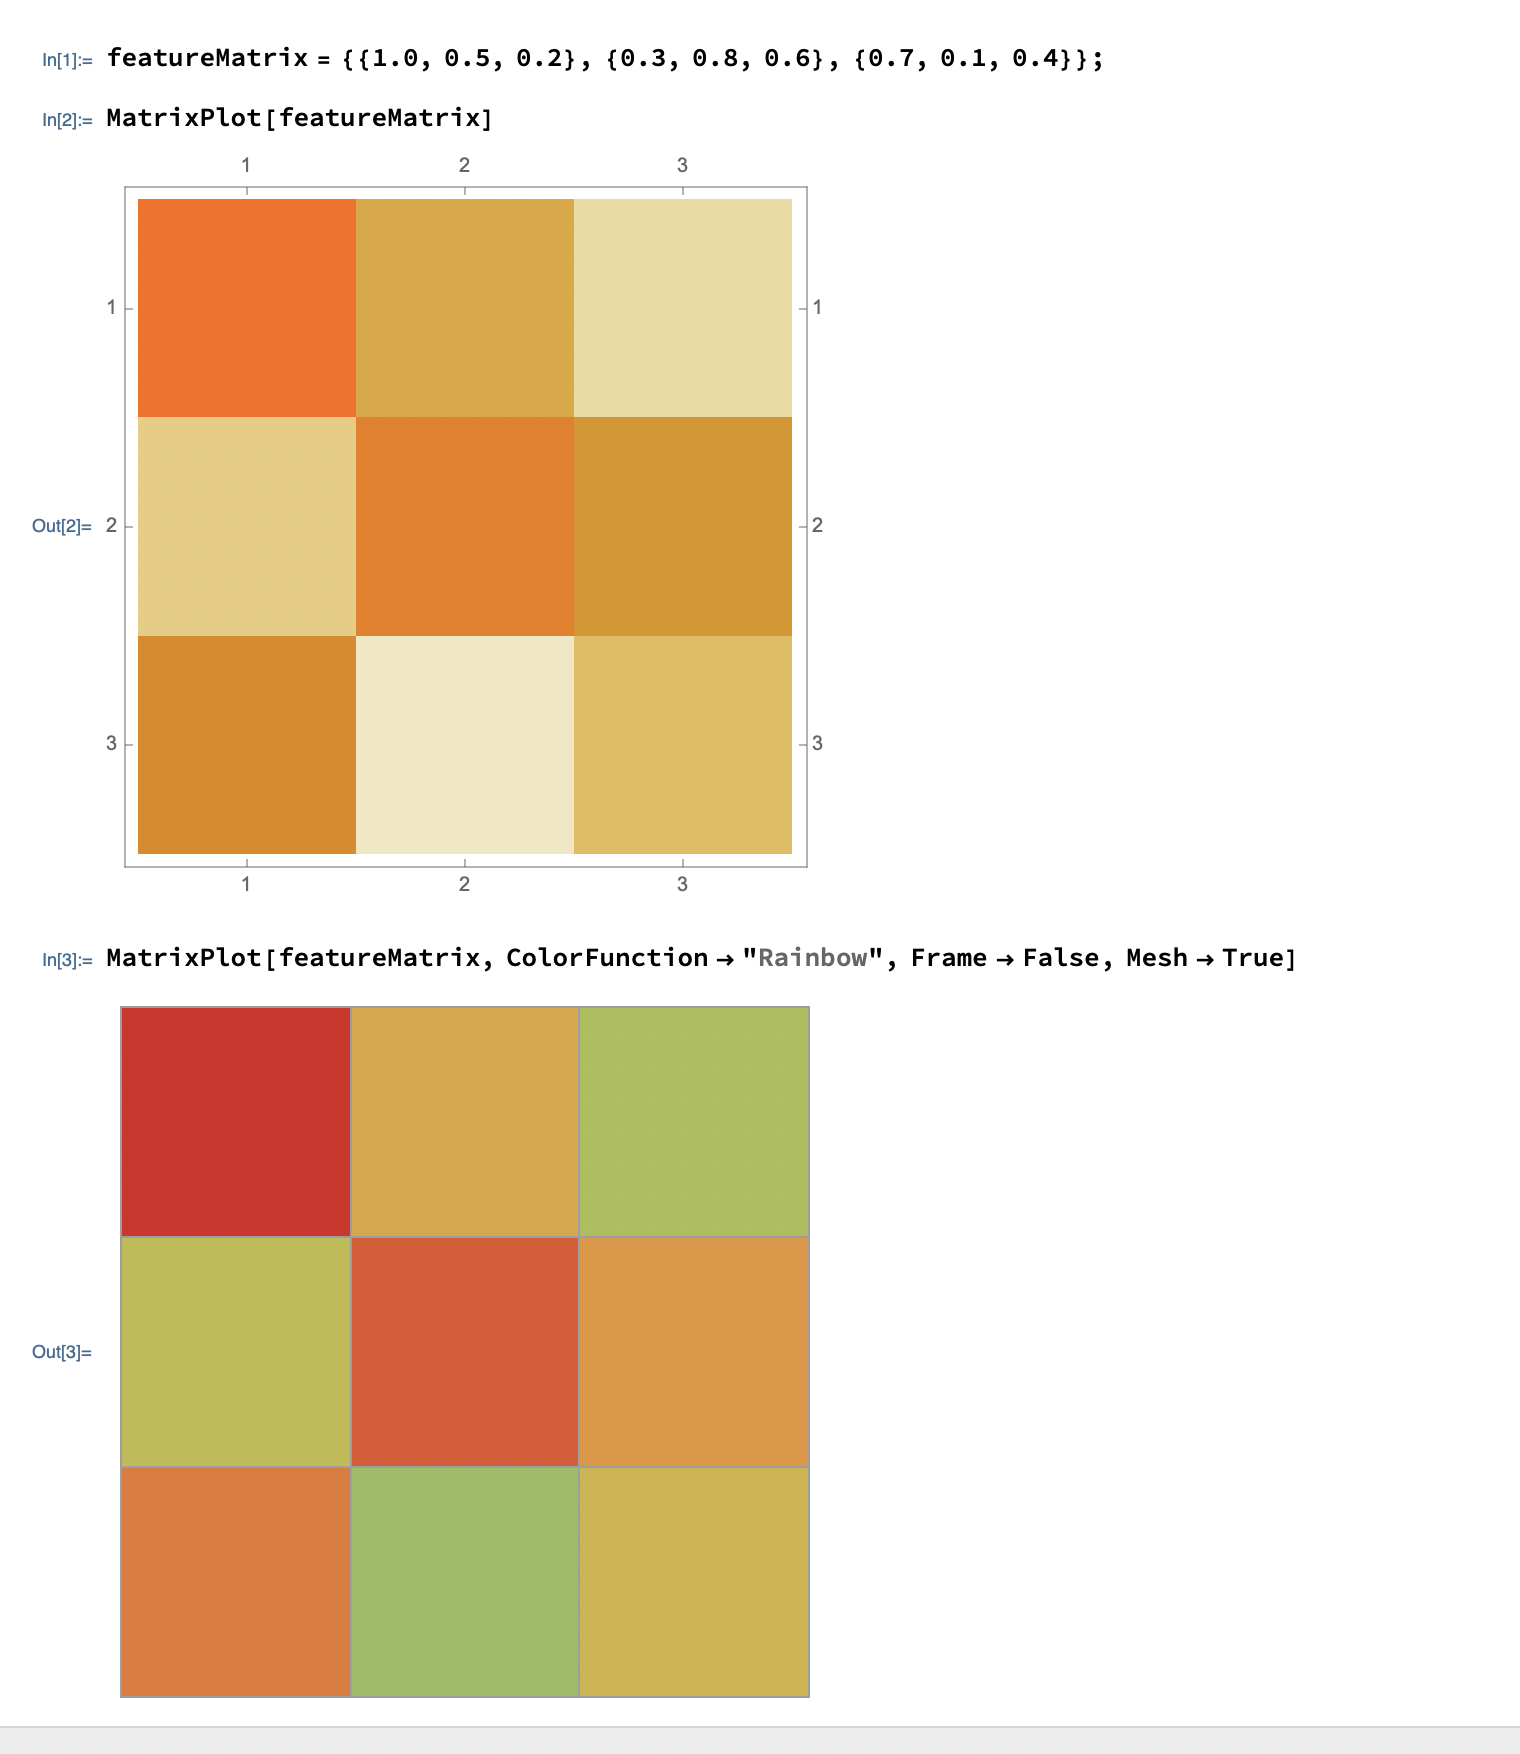 In[1]:= featureMatrix = {{1.0, 0.5, 0.2}, {0.3, 0.8, 0.6}, {0.7, 0.1, 0.4}};
In[2]:= MatrixPlot[featureMatrix]
1 2 3
1 1
Out[2]= 2 2
3 3
1 2 3
In[3]:= MatrixPlot[featureMatrix, ColorFunction → "Rainbow", Frame → False, Mesh → True]
Out[3]=